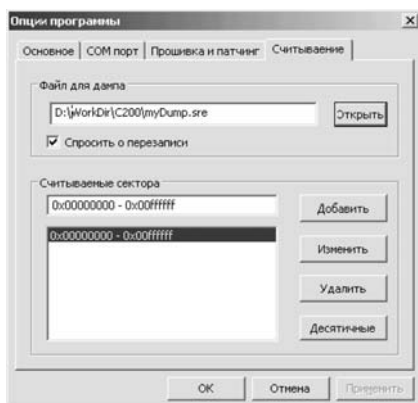 Опции программы
Основное COM порт Прошивка и патчинг Считываение
Файл для дампа
D:\WorkDir\C200\myDump.sre Открыть
Спросить о перезаписи
Считываемые сектора
0x00000000 - 0x00ffffff Добавить
0x00000000 - 0x00ffffff
Изменить
Удалить
Десятичные
OK Отмена Применить